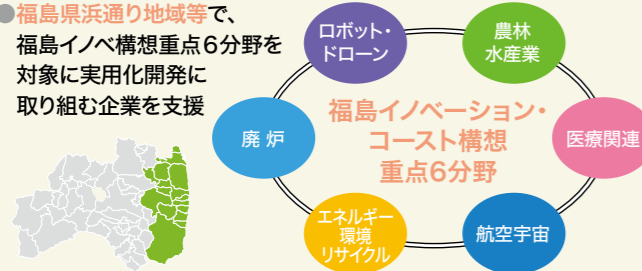 ●福島県浜通り地域等で、
福島イノベ構想重点6分野を
対象に実用化開発に
取り組む企業を支援
ロボット・
ドローン
農林
水産業
廃 炉
福島イノベーション・
コースト構想
重点6分野
医療関連
エネルギー
環境
リサイクル
航空宇宙